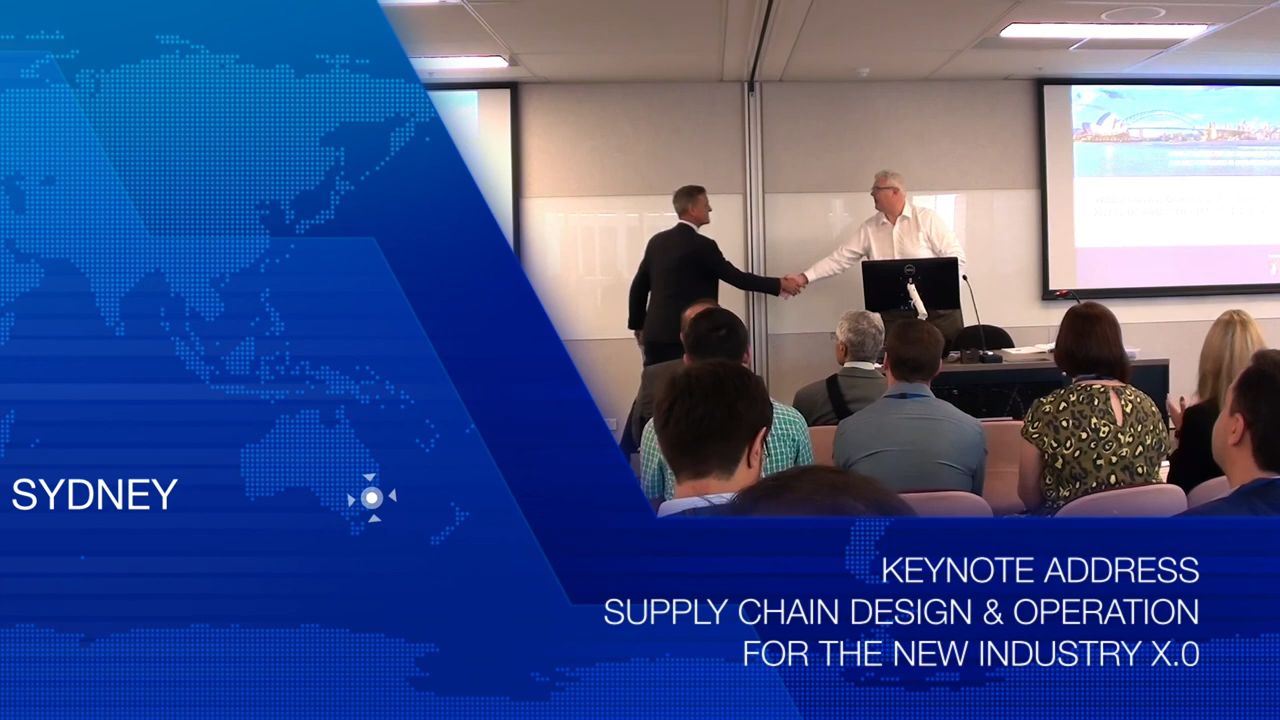 SYDNEY
KEYNOTE ADDRESS
SUPPLY CHAIN DESIGN & OPERATION
FOR THE NEW INDUSTRY X.0